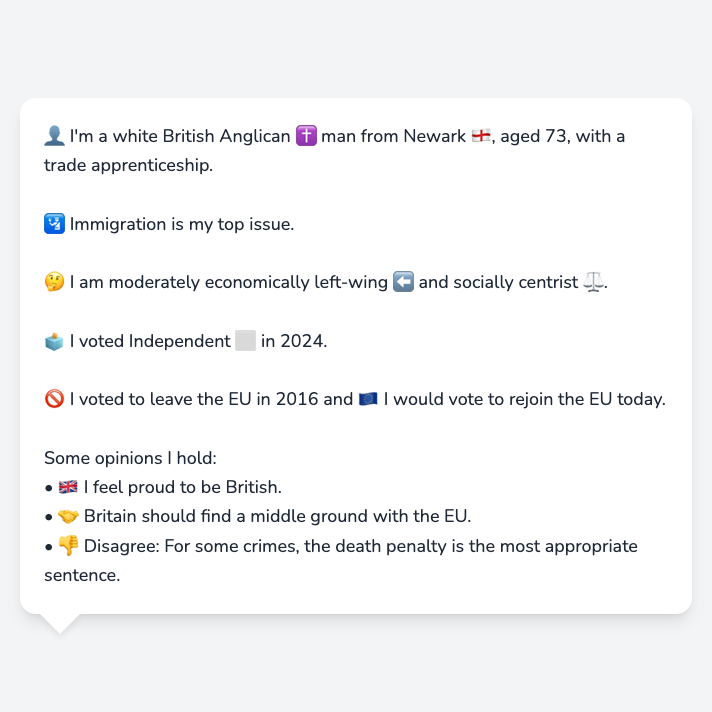 👤 I'm a white British Anglican ✝️ man from Newark 🏴󠁧󠁢󠁥󠁮󠁧󠁿, aged 73, with a
trade apprenticeship.
🛂 Immigration is my top issue.
🤔 I am moderately economically left-wing ⬅️ and socially centrist ⚖️.
🗳️ I voted Independent ⬜ in 2024.
🚫 I voted to leave the EU in 2016 and 🇪🇺 I would vote to rejoin the EU today.
Some opinions I hold:
• 🇬🇧 I feel proud to be British.
• 🤝 Britain should find a middle ground with the EU.
• 👎 Disagree: For some crimes, the death penalty is the most appropriate
sentence.